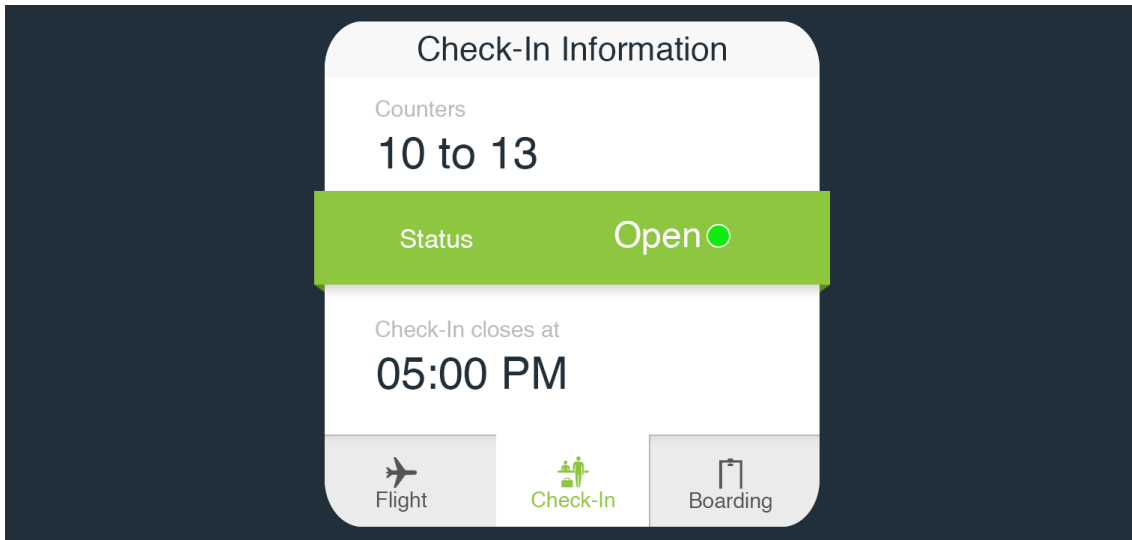 Check-In Information
Counters
10 to 13
Status Open
Check-In closes at
05:00 PM
Flight Check-In Boarding